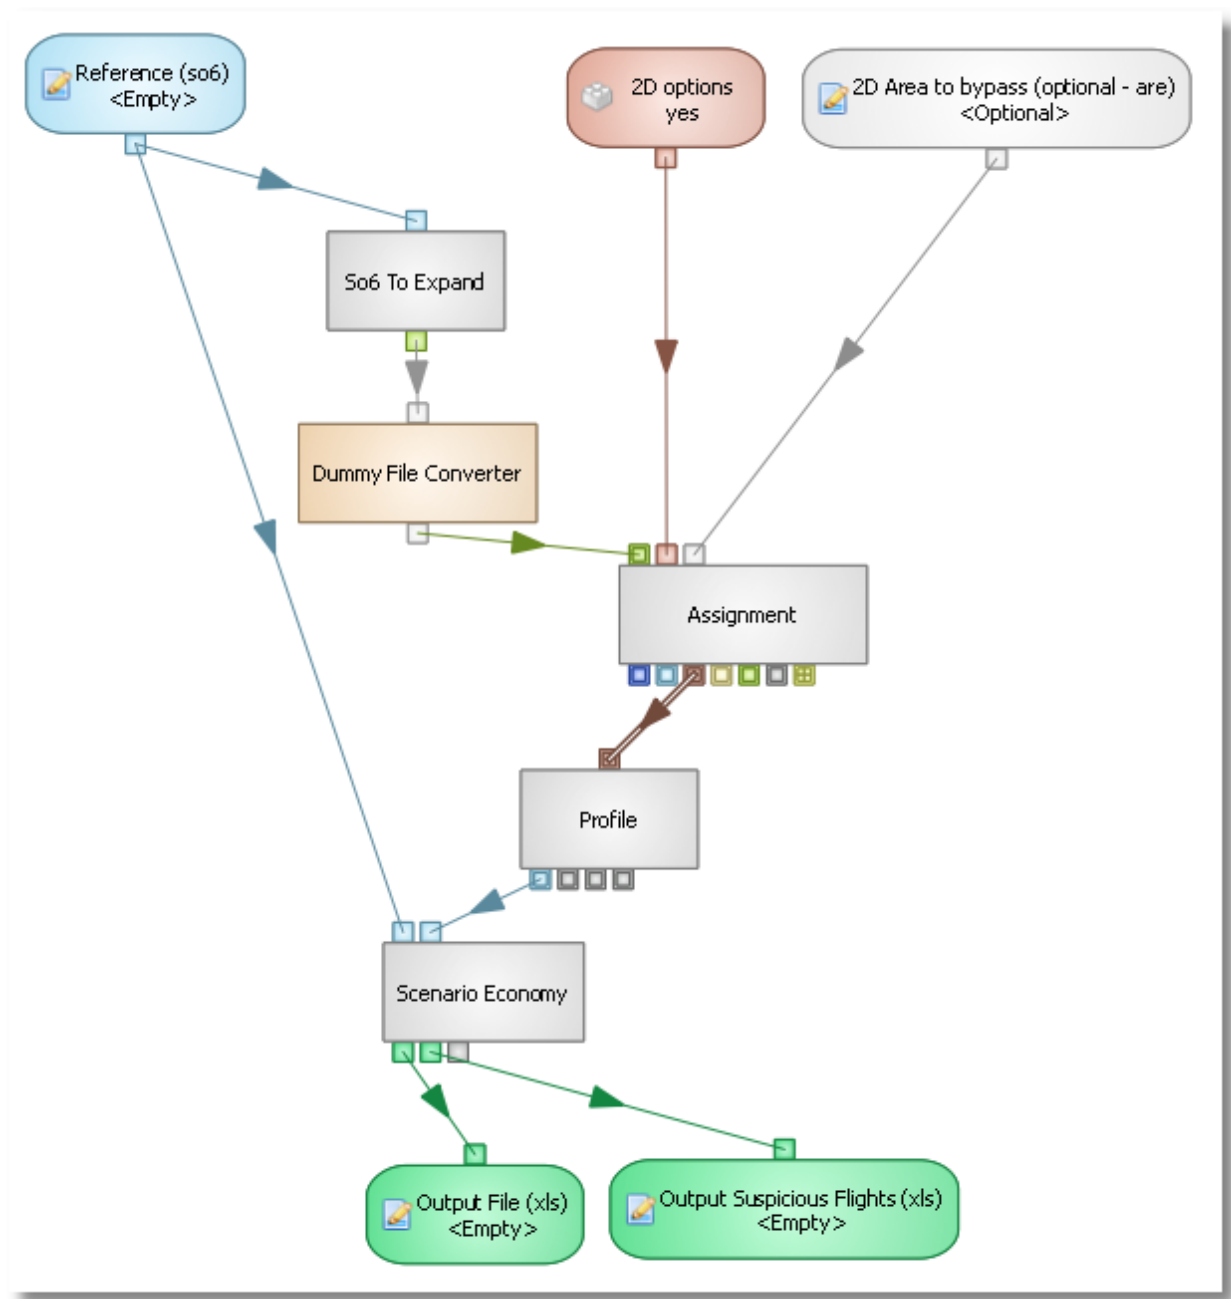 Reference (so6)
<Empty>
2D options
yes
2D Area to bypass (optional - are)
<Optional>
So6 To Expand
Dummy File Converter
Assignment
Profile
Scenario Economy
Output File (xls)
<Empty>
Output Suspicious Flights (xls)
<Empty>